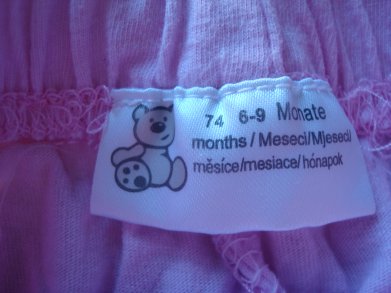 74 6-9 Monate
months/Meseci/Mjeseci
měsíce/mesiace/hónapok